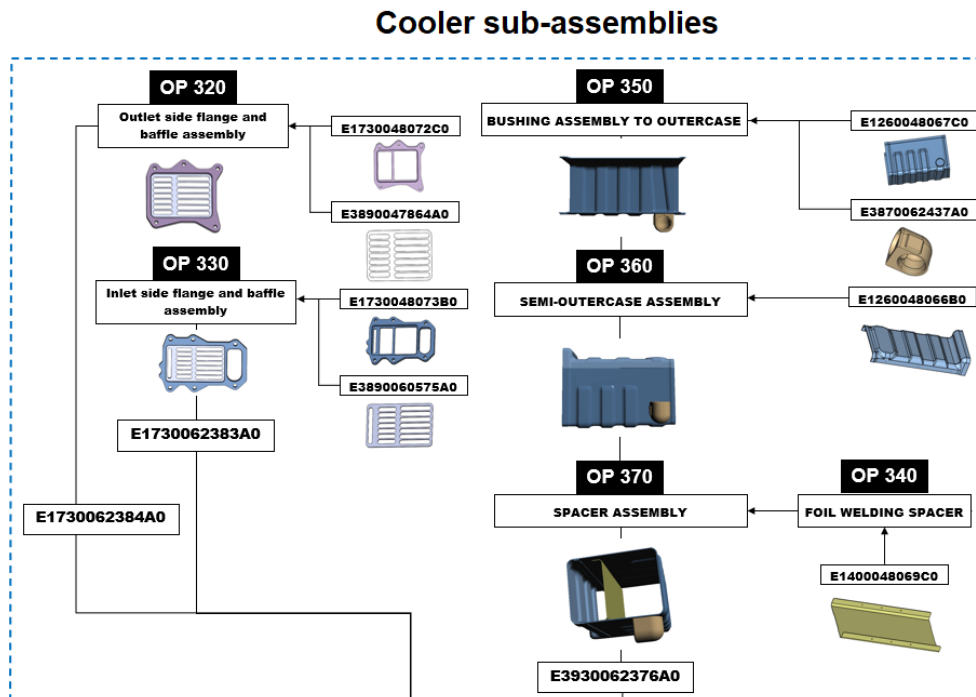 Cooler sub-assemblies
OP 320
Outlet side flange and
baffle assembly
E1730048072C0
E3890047864A0
OP 330
Inlet side flange and baffle
assembly
E1730048073B0
E3890060575A0
E1730062383A0
E1730062384A0
OP 350
BUSHING ASSEMBLY TO OUTERCASE
E1260048067C0
E3870062437A0
OP 360
SEMI-OUTERCASE ASSEMBLY
E1260048066B0
OP 370
SPACER ASSEMBLY
OP 340
FOIL WELDING SPACER
E1400048069C0
E3930062376A0